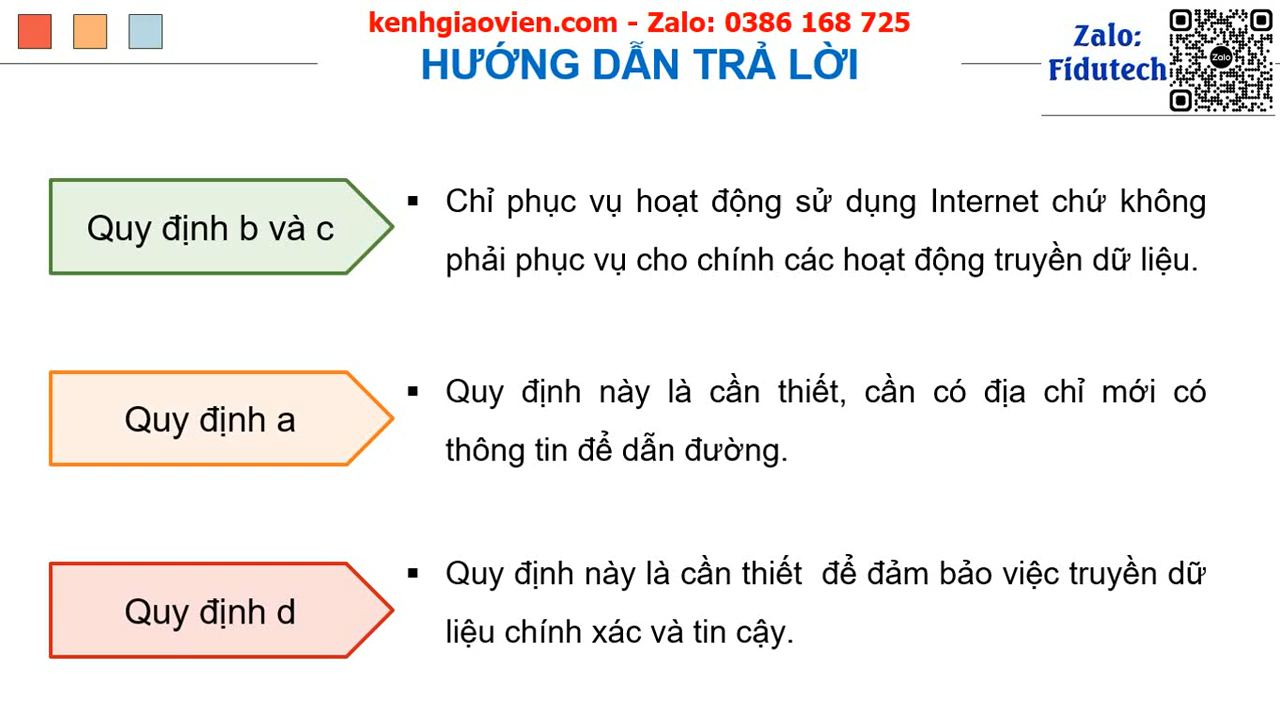 kenhgiaovien.com - Zalo: 0386 168 725
HƯỚNG DẪN TRẢ LỜI
Zalo:
Fidutech
Zalo
Quy định b và c
▪ Chỉ phục vụ hoạt động sử dụng Internet chứ không
phải phục vụ cho chính các hoạt động truyền dữ liệu.
Quy định a
▪ Quy định này là cần thiết, cần có địa chỉ mới có
thông tin để dẫn đường.
Quy định d
▪ Quy định này là cần thiết để đảm bảo việc truyền dữ
liệu chính xác và tin cậy.